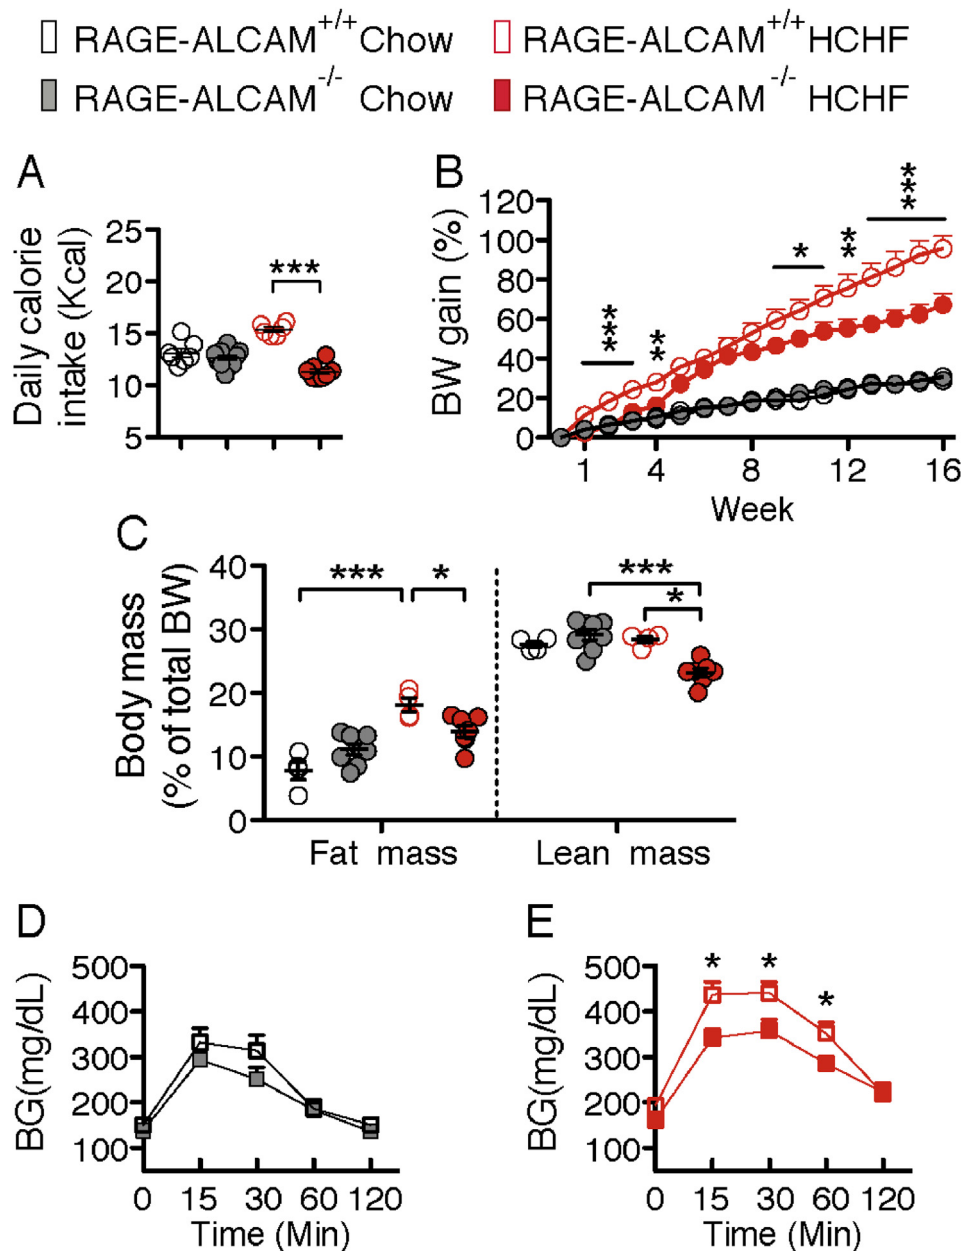 RAGE-ALCAM+/+ Chow
RAGE-ALCAM+/+ HCHF
RAGE-ALCAM-/- Chow
RAGE-ALCAM-/- HCHF
A
Daily calorie
intake (Kcal)
25
20
15
10
5
***
B
BW gain (%)
120
100
80
60
40
20
0
***
**
*
**
***
1 4 8 12 16
Week
C
Body mass
(% of total BW)
40
30
20
10
0
***
*
***
*
Fat mass
Lean mass
D
BG(mg/dL)
500
400
300
200
100
0 15 30 60 120
Time (Min)
E
BG(mg/dL)
500
400
300
200
100
*
*
*
0 15 30 60 120
Time (Min)